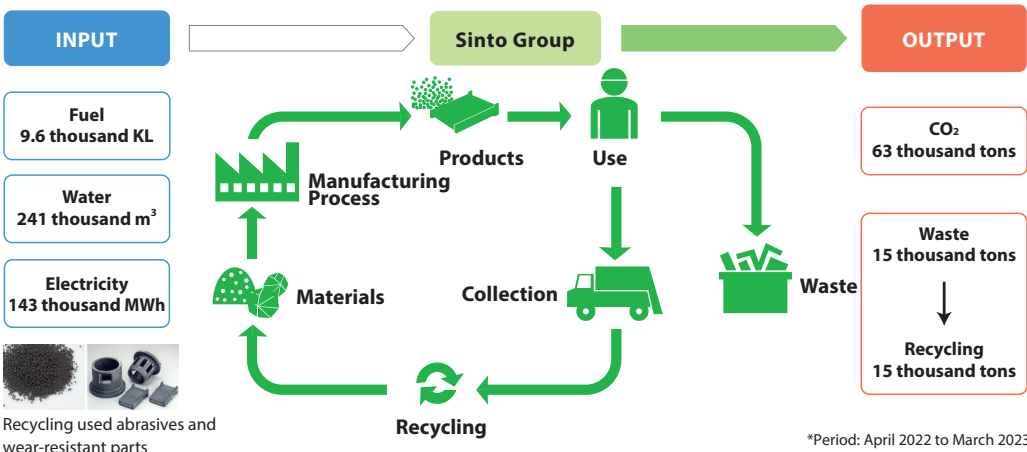 INPUT
Sinto Group
OUTPUT
Fuel
9.6 thousand KL
Water
241 thousand m³
Electricity
143 thousand MWh
Recycling used abrasives and
wear-resistant parts
Products
Use
Manufacturing
Process
Materials
Collection
Waste
Recycling
CO₂
63 thousand tons
Waste
15 thousand tons
Recycling
15 thousand tons
*Period: April 2022 to March 2023